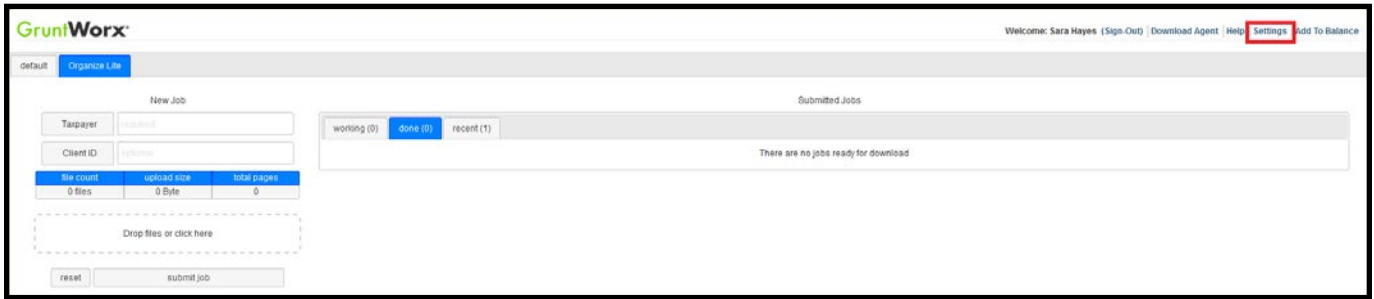 GruntWorx
Welcome: Sara Hayes (Sign-Out) | Download Agent | Help | Settings | Add To Balance
default Organize Lite
New Job
Taxpayer required
Client ID optional
file count upload size total pages
0 files 0 Byte 0
Drop files or click here
reset submit job
Submitted Jobs
working (0) done (0) recent (1)
There are no jobs ready for download